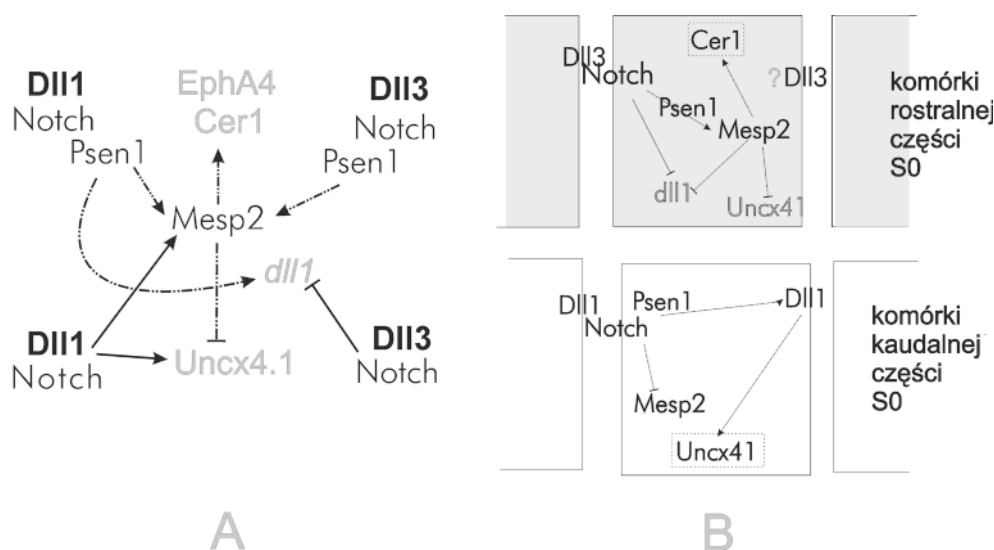 Dll1
Notch
Psen1
EphA4
Cer1
Dll3
Notch
Psen1
Mesp2
dll1
Dll1
Notch
Uncx4.1
Dll3
Notch
A
Cer1
Dll3
Notch
?Dll3
Psen1
Mesp2
dll1
Uncx41
komórki
rostralnej
części
S0
Dll1
Notch
Psen1
Dll1
Mesp2
Uncx41
komórki
kaudalnej
części
S0
B